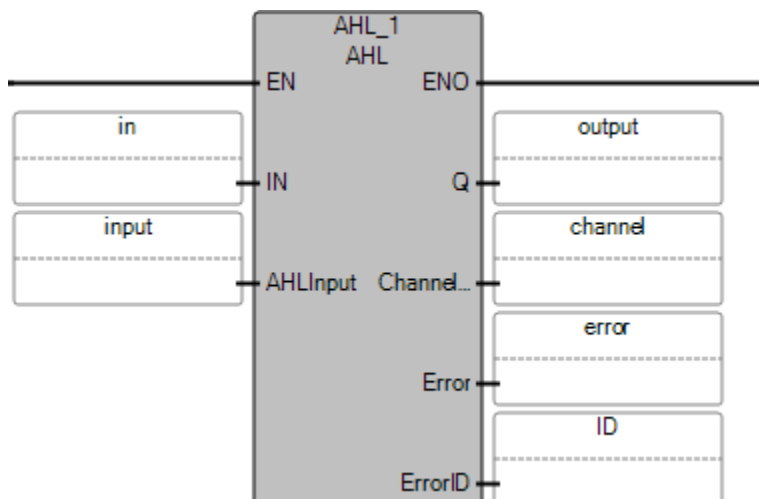 AHL_1
AHL
EN ENO
in output
IN Q
input channel
AHLInput Channel...
error
Error
ID
ErrorID